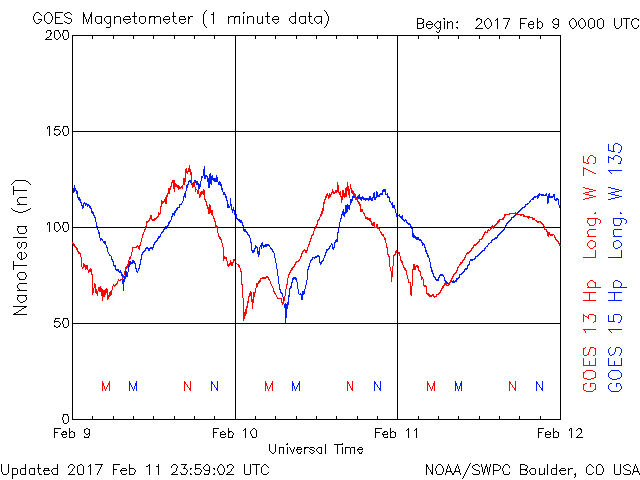 GOES Magnetometer (1 minute data)
Begin: 2017 Feb 9 0000 UTC
200
150
100
50
0
NanoTesla (nT)
M M N N M M N N M M N N
Feb 9 Feb 10 Feb 11 Feb 12
Universal Time
GOES 13 Hp Long. W 75
GOES 15 Hp Long. W 135
Updated 2017 Feb 11 23:59:02 UTC
NOAA/SWPC Boulder, CO USA